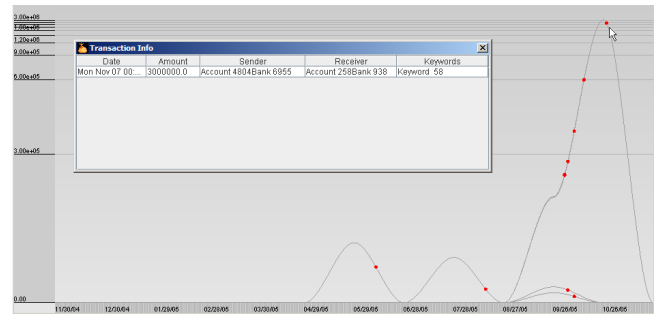 3.00e+06
1.20e+06
9.00e+05
6.00e+05
3.00e+05
0.00
Transaction Info
Date Amount Sender Receiver Keywords
Mon Nov 07 00:... 3000000.0 Account 4804Bank 6955 Account 258Bank 938 Keyword 58
11/30/04 12/30/04 01/29/05 02/28/05 03/30/05 04/29/05 05/29/05 06/28/05 07/28/05 08/27/05 09/26/05 10/26/05